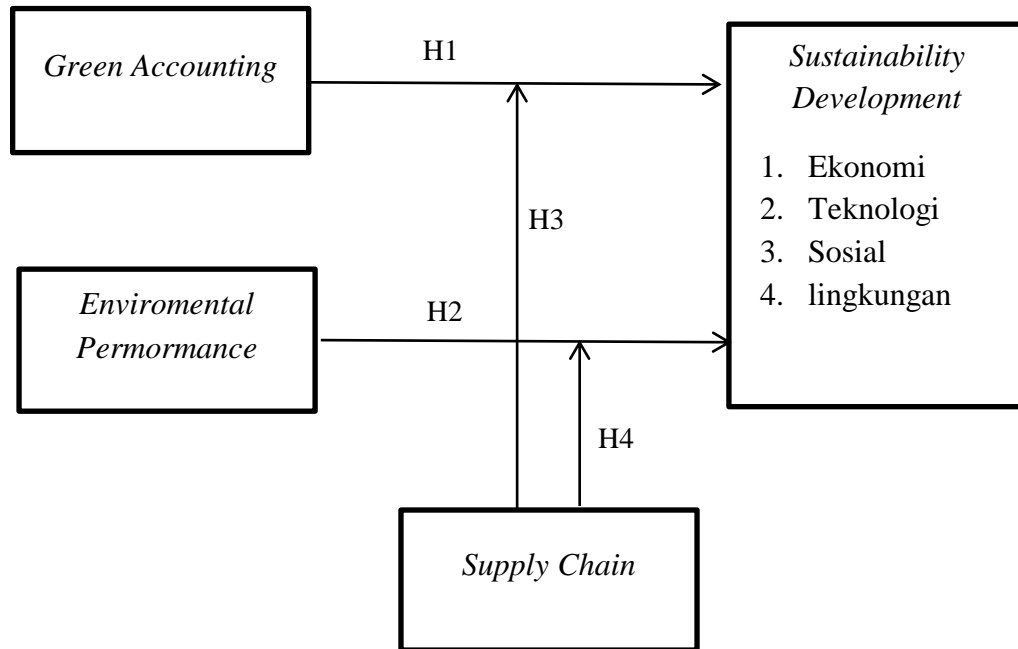 Green Accounting
H1
Sustainability
Development
1. Ekonomi
2. Teknologi
3. Sosial
4. lingkungan
H3
Enviromental
Permormance
H2
H4
Supply Chain